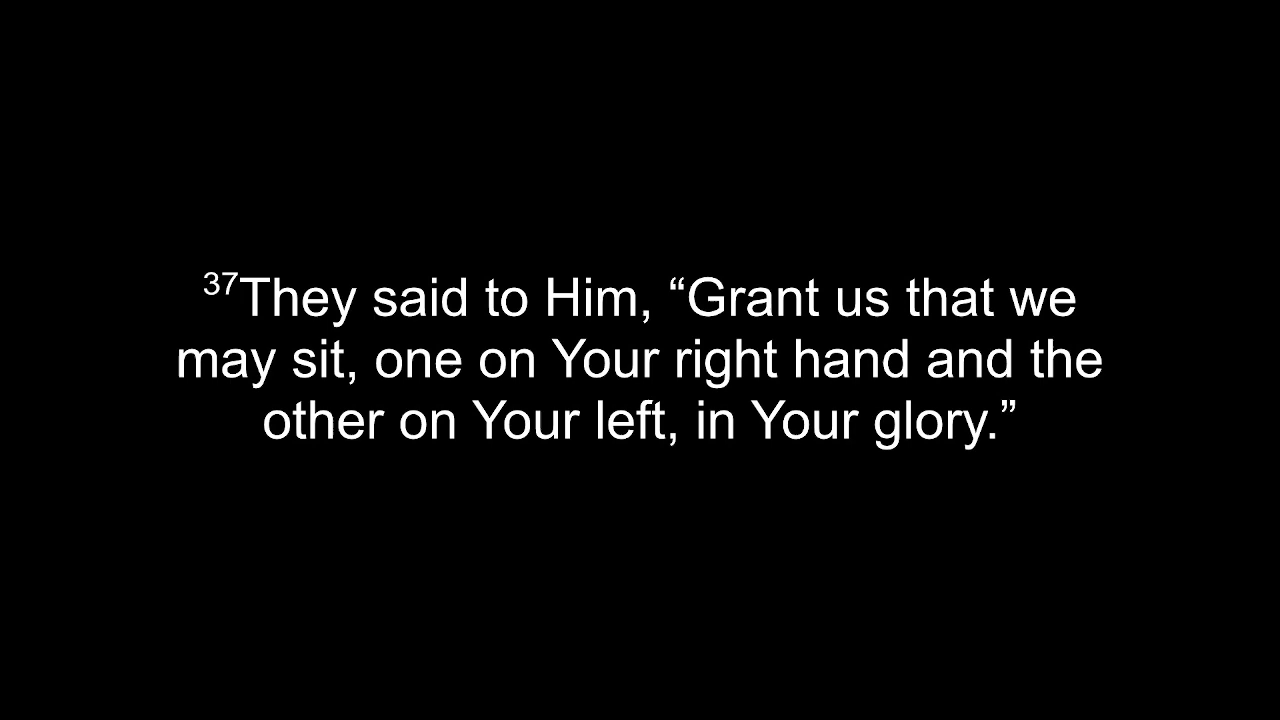 ³⁷They said to Him, “Grant us that we
may sit, one on Your right hand and the
other on Your left, in Your glory.”